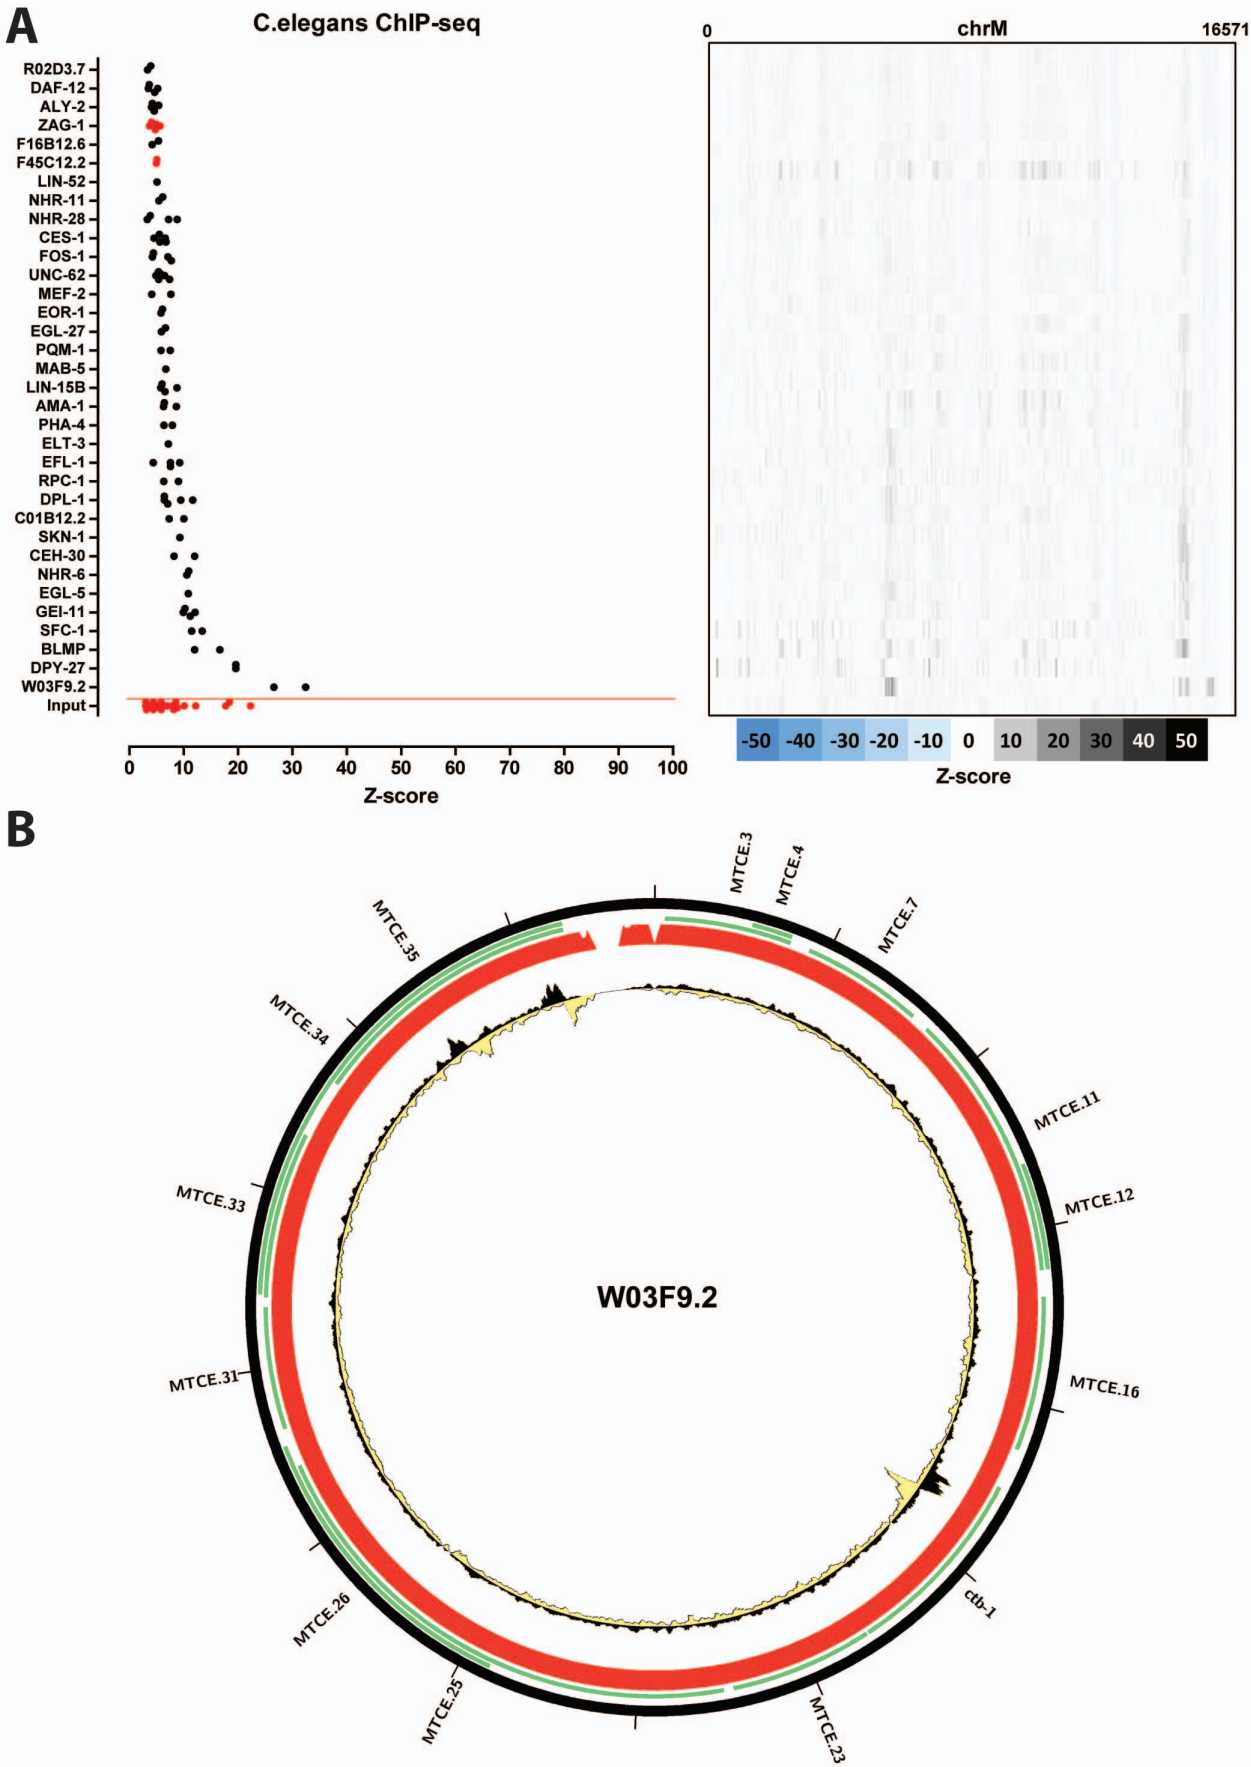 A
C.elegans ChIP-seq
0 chrM 16571
R02D3.7
DAF-12
ALY-2
ZAG-1
F16B12.6
F45C12.2
LIN-52
NHR-11
NHR-28
CES-1
FOS-1
UNC-62
MEF-2
EOR-1
EGL-27
PQM-1
MAB-5
LIN-15B
AMA-1
PHA-4
ELT-3
EFL-1
RPC-1
DPL-1
C01B12.2
SKN-1
CEH-30
NHR-6
EGL-5
GEI-11
SFC-1
BLMP
DPY-27
W03F9.2
Input
0 10 20 30 40 50 60 70 80 90 100
Z-score
-50 -40 -30 -20 -10 0 10 20 30 40 50
Z-score
B
MTCE.3
MTCE.4
MTCE.7
MTCE.11
MTCE.12
MTCE.16
ctb-1
MTCE.23
MTCE.25
MTCE.26
MTCE.31
MTCE.33
MTCE.34
MTCE.35
W03F9.2